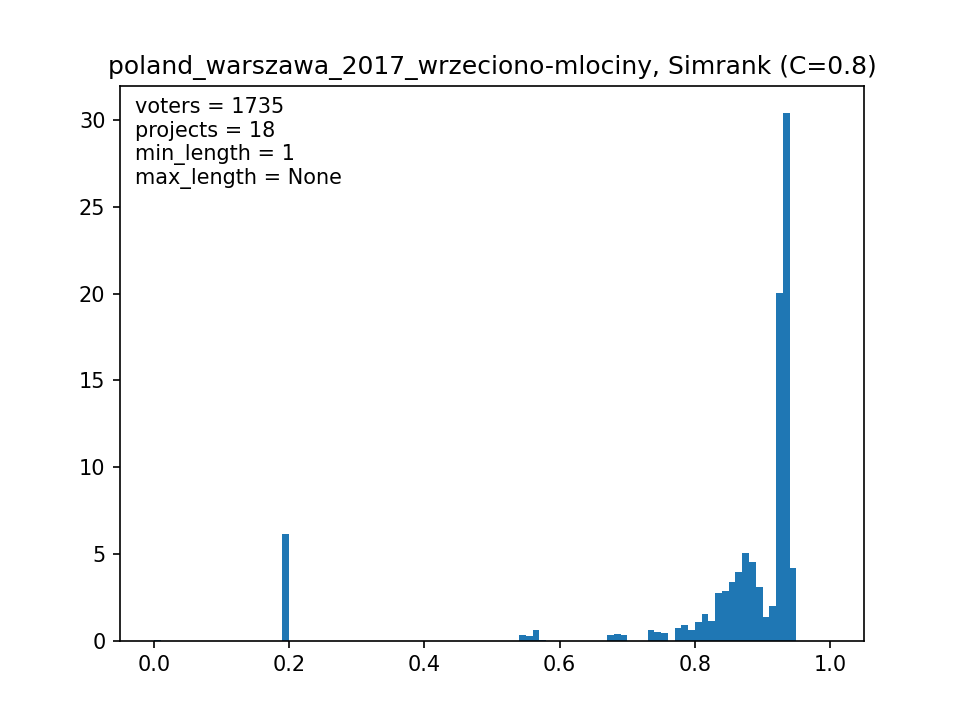 poland_warszawa_2017_wrzeciono-mlociny, Simrank (C=0.8)
voters = 1735
projects = 18
min_length = 1
max_length = None
30
25
20
15
10
5
0
0.0 0.2 0.4 0.6 0.8 1.0